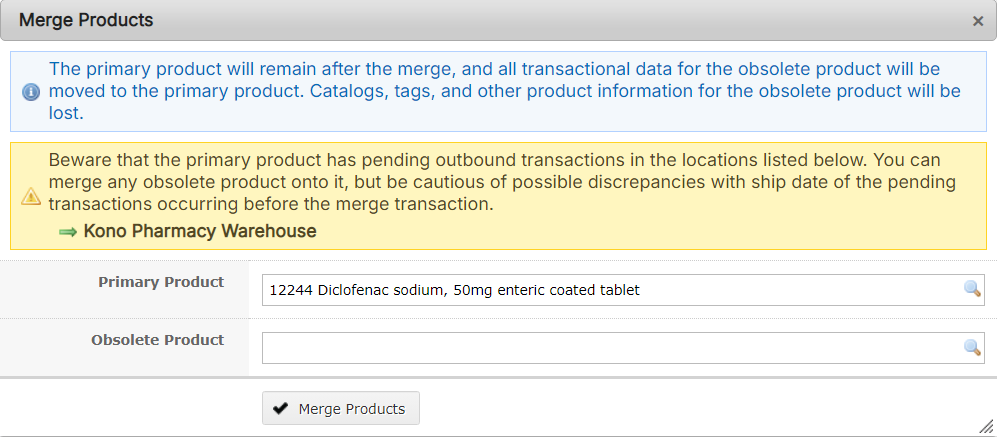 Merge Products
The primary product will remain after the merge, and all transactional data for the obsolete product will be
moved to the primary product. Catalogs, tags, and other product information for the obsolete product will be
lost.
Beware that the primary product has pending outbound transactions in the locations listed below. You can
merge any obsolete product onto it, but be cautious of possible discrepancies with ship date of the pending
transactions occurring before the merge transaction.
Kono Pharmacy Warehouse
Primary Product
12244 Diclofenac sodium, 50mg enteric coated tablet
Obsolete Product
Merge Products